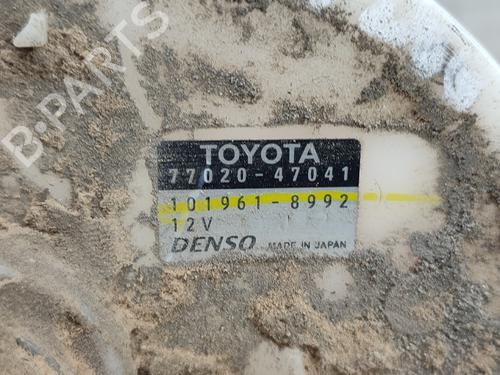 B-PARTS
TOYOTA
77020-47041
101961-8992
12V
DENSO MADE IN JAPAN